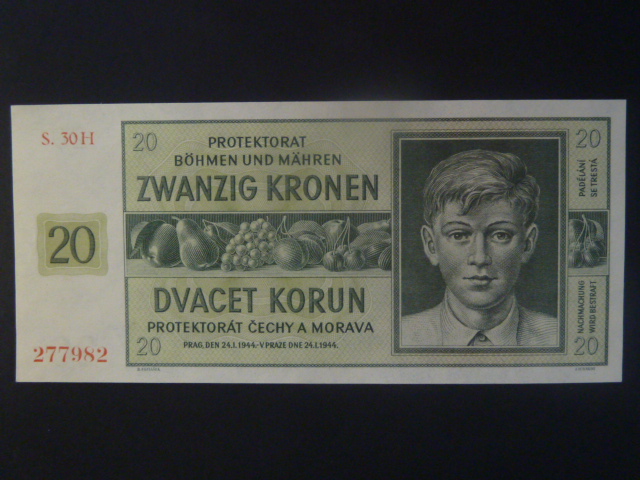 S. 30H
20
PROTEKTORAT
BÖHMEN UND MÄHREN
ZWANZIG KRONEN
20
DVACET KORUN
PROTEKTORÁT ČECHY A MORAVA
PRAG, DEN 24.I.1944.-V PRAZE DNE 24.I.1944.
20
277982
20
PADĚLÁNÍ
SE TRESTÁ
NACHMACHUNG
WIRD BESTRAFT
20